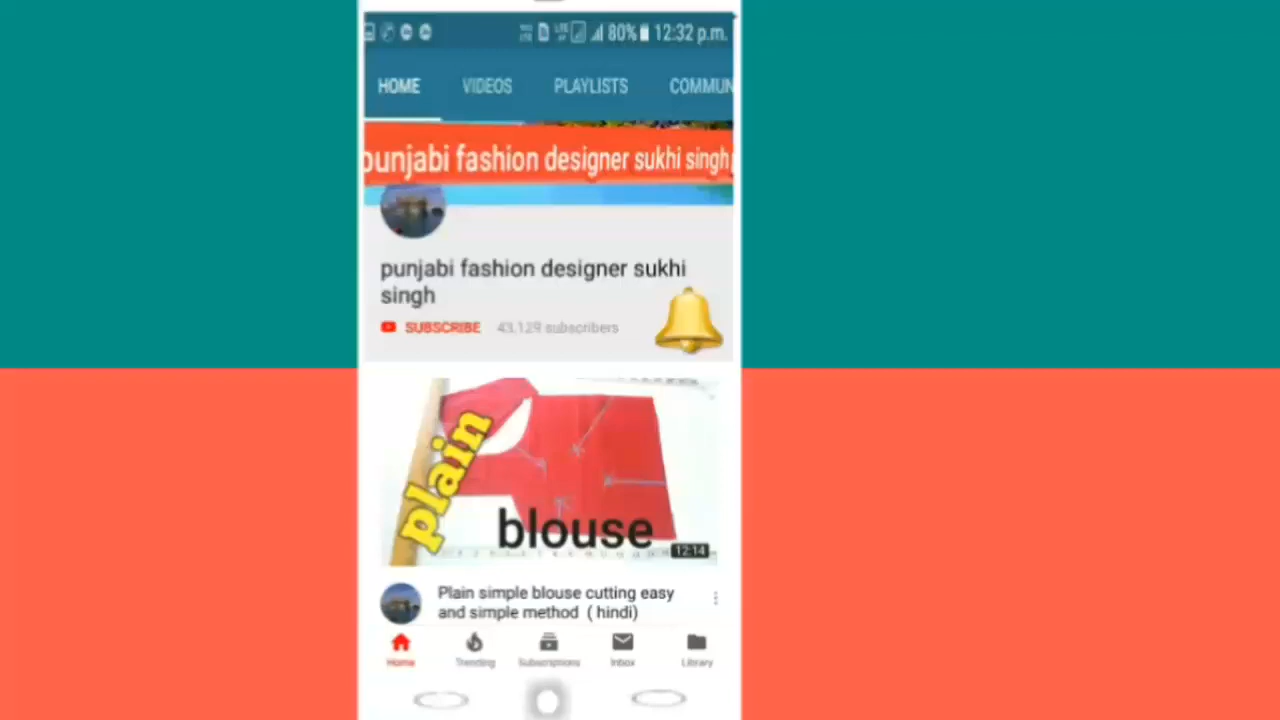 80% 12:32 p.m.
HOME VIDEOS PLAYLISTS COMMUN
punjabi fashion designer sukhi singh
punjabi fashion designer sukhi
singh
SUBSCRIBE 43,129 subscribers
plain
blouse
12:14
Plain simple blouse cutting easy
and simple method ( hindi)
Home Trending Subscriptions Inbox Library